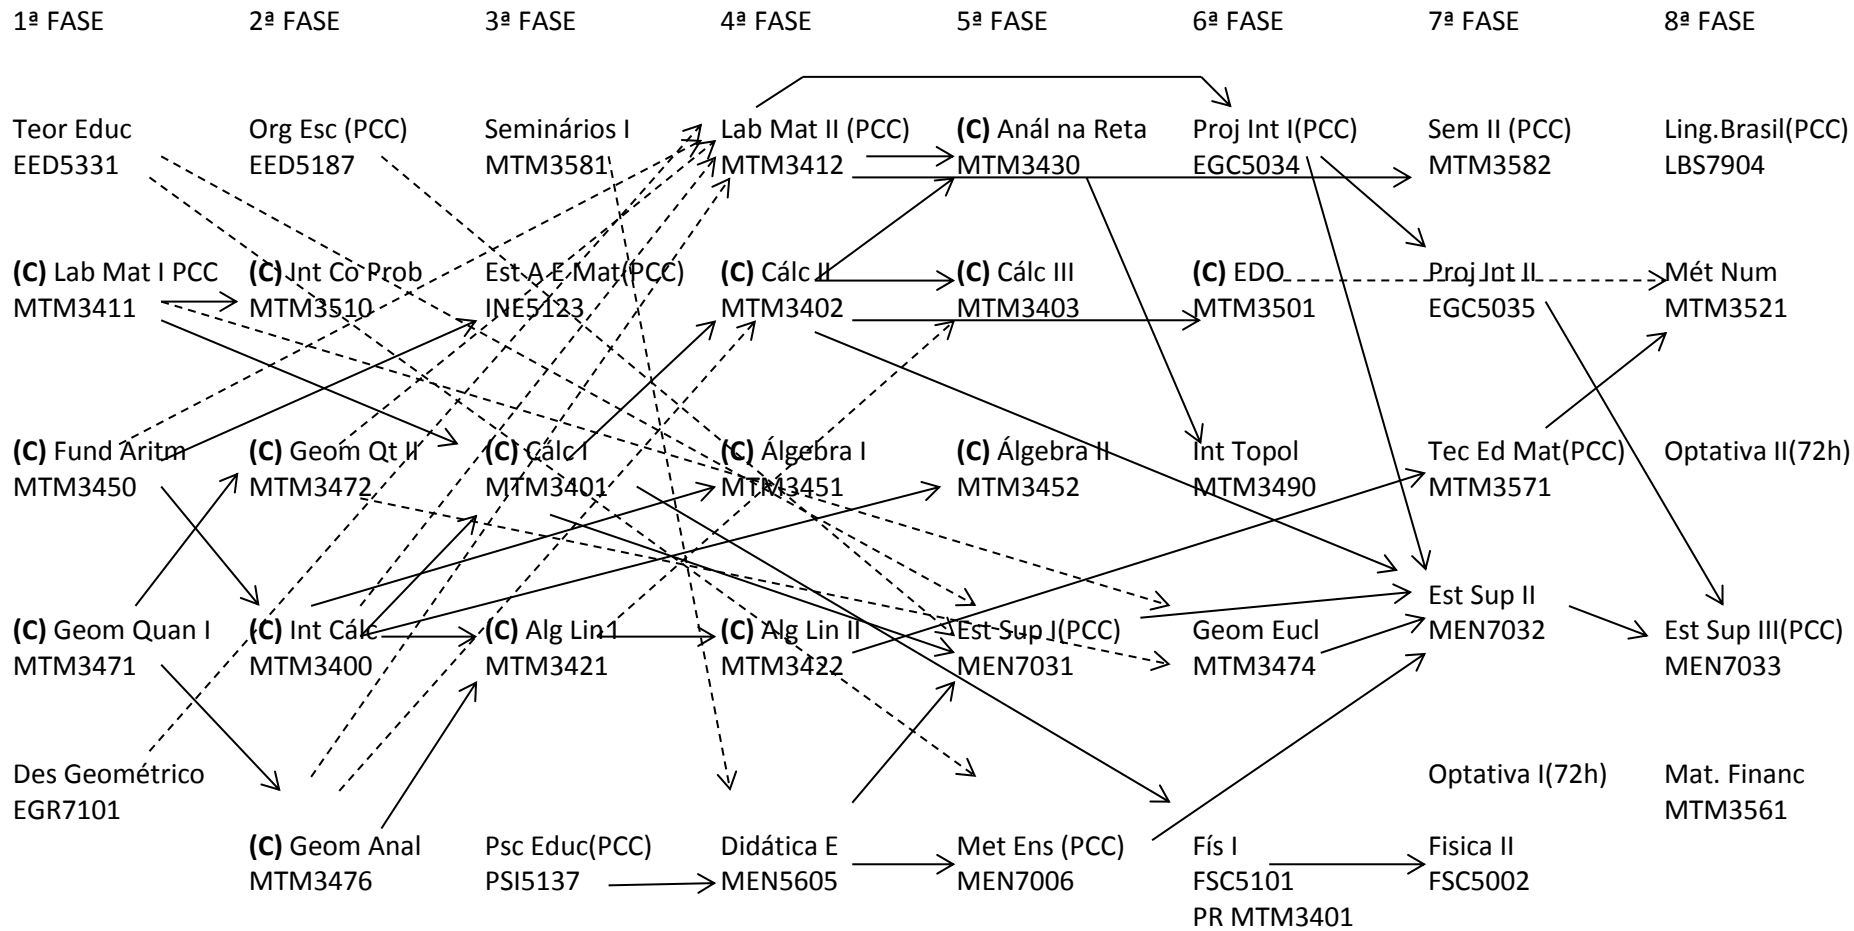 1ª FASE 2ª FASE 3ª FASE 4ª FASE 5ª FASE 6ª FASE 7ª FASE 8ª FASE
Teor Educ Org Esc (PCC) Seminários I Lab Mat II (PCC) (C) Anál na Reta Proj Int I(PCC) Sem II (PCC) Ling.Brasil(PCC)
EED5331 EED5187 MTM3581 MTM3412 MTM3430 EGC5034 MTM3582 LBS7904
(C) Lab Mat I PCC (C) Int Co Prob Est A E Mat(PCC) (C) Cálc II (C) Cálc III (C) EDO Proj Int II Mét Num
MTM3411 MTM3510 INE5123 MTM3402 MTM3403 MTM3501 EGC5035 MTM3521
(C) Fund Aritm (C) Geom Qt II (C) Cálc I (C) Álgebra I (C) Álgebra II Int Topol Tec Ed Mat(PCC) Optativa II(72h)
MTM3450 MTM3472 MTM3401 MTM3451 MTM3452 MTM3490 MTM3571
Est Sup II
(C) Geom Quan I (C) Int Cálc (C) Alg Lin1 (C) Alg Lin II Est Sup I(PCC) Geom Eucl MEN7032 Est Sup III(PCC)
MTM3471 MTM3400 MTM3421 MTM3422 MEN7031 MTM3474 MEN7033
Des Geométrico Optativa I(72h) Mat. Financ
EGR7101 MTM3561
(C) Geom Anal Psc Educ(PCC) Didática E Met Ens (PCC) Fís I Fisica II
MTM3476 PSI5137 MEN5605 MEN7006 FSC5101 FSC5002
PR MTM3401